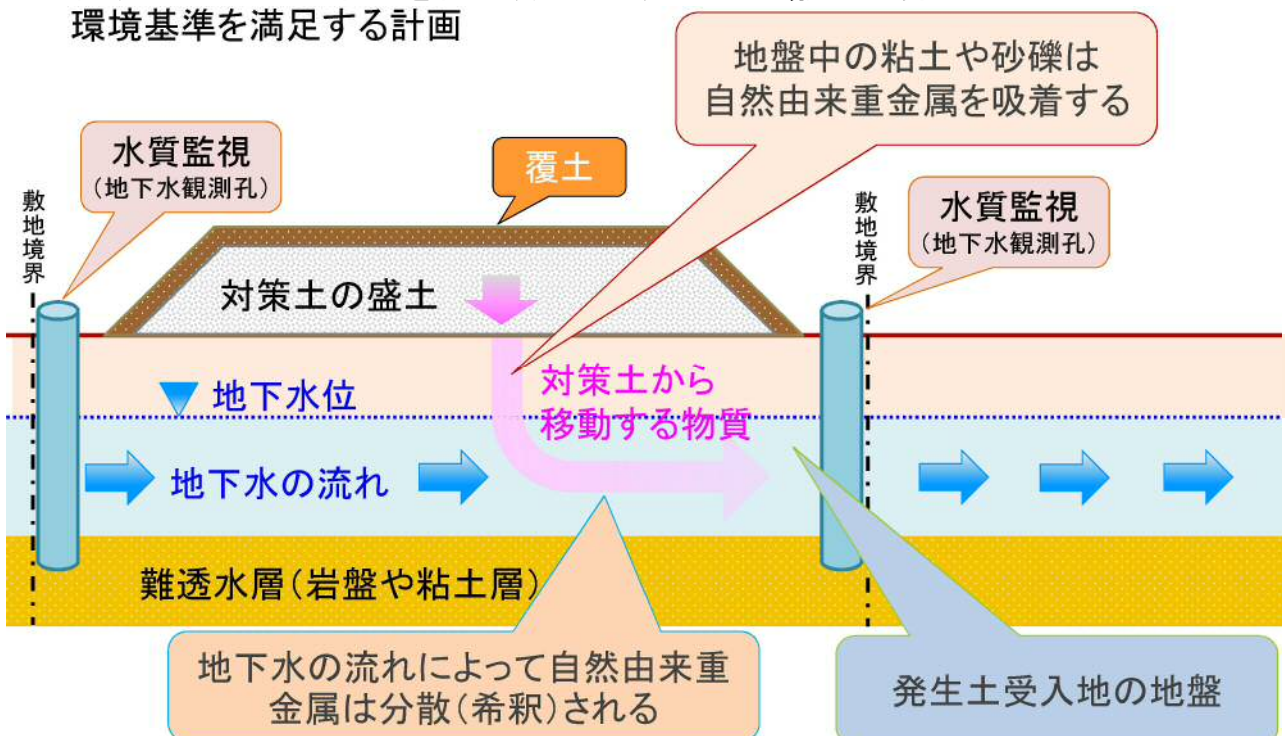 環境基準を満足する計画
地盤中の粘土や砂礫は
自然由来重金属を吸着する
水質監視
(地下水観測孔)
覆土
水質監視
(地下水観測孔)
敷地境界
敷地境界
対策土の盛土
対策土から
移動する物質
地下水位
地下水の流れ
難透水層(岩盤や粘土層)
地下水の流れによって自然由来重
金属は分散(希釈)される
発生土受入地の地盤